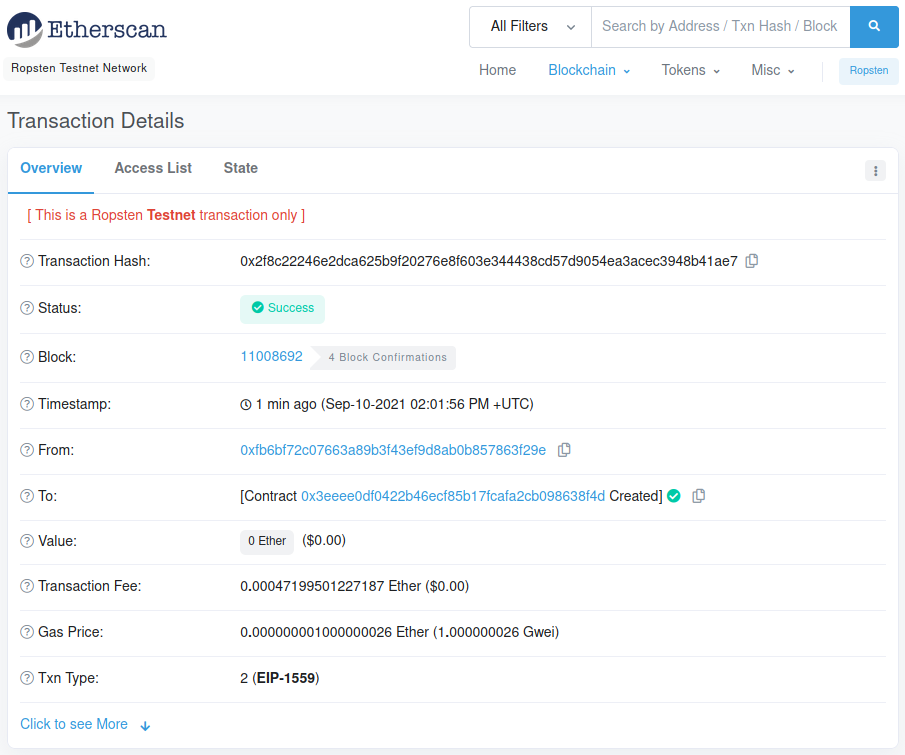 Etherscan
All Filters
Search by Address / Txn Hash / Block
Ropsten Testnet Network
Home Blockchain Tokens Misc Ropsten
Transaction Details
Overview Access List State
[ This is a Ropsten Testnet transaction only ]
Transaction Hash: 0x2f8c22246e2dca625b9f20276e8f603e344438cd57d9054ea3acec3948b41ae7
Status: Success
Block: 11008692 4 Block Confirmations
Timestamp: 1 min ago (Sep-10-2021 02:01:56 PM +UTC)
From: 0xfb6bf72c07663a89b3f43ef9d8ab0b857863f29e
To: [Contract 0x3eeee0df0422b46ecf85b17fcafa2cb098638f4d Created]
Value: 0 Ether ($0.00)
Transaction Fee: 0.00047199501227187 Ether ($0.00)
Gas Price: 0.000000001000000026 Ether (1.000000026 Gwei)
Txn Type: 2 (EIP-1559)
Click to see More